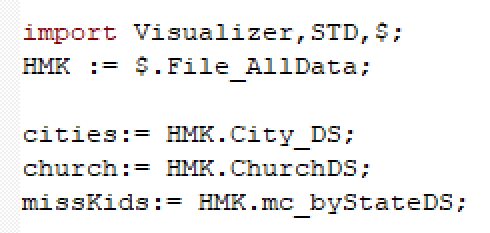 import Visualizer,STD,$;
HMK := $.File_AllData;
cities:= HMK.City_DS;
church:= HMK.ChurchDS;
missKids:= HMK.mc_byStateDS;